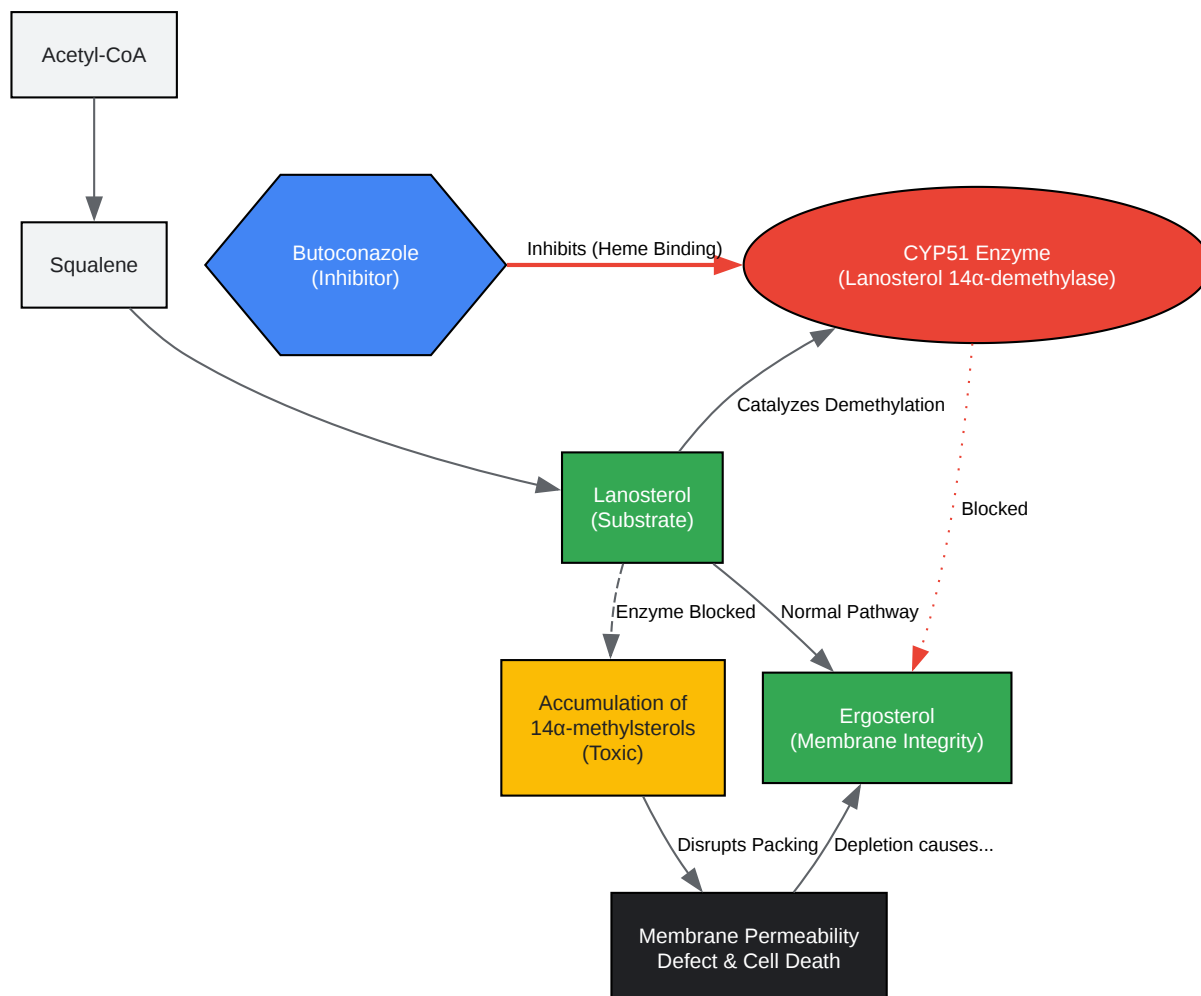 Acetyl-CoA
Squalene
Butoconazole
(Inhibitor)
Inhibits (Heme Binding)
CYP51 Enzyme
(Lanosterol 14α-demethylase)
Catalyzes Demethylation
Lanosterol
(Substrate)
Blocked
Enzyme Blocked
Normal Pathway
Accumulation of
14α-methylsterols
(Toxic)
Ergosterol
(Membrane Integrity)
Disrupts Packing
Depletion causes...
Membrane Permeability
Defect & Cell Death